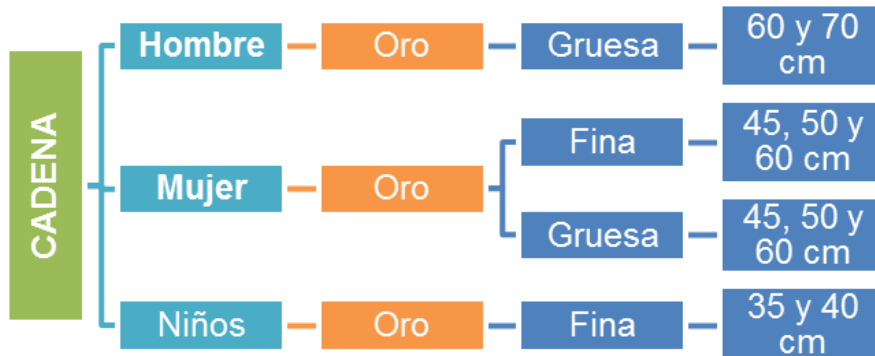 CADENA
Hombre
Oro
Gruesa
60 y 70
cm
Mujer
Oro
Fina
45, 50 y
60 cm
Gruesa
45, 50 y
60 cm
Niños
Oro
Fina
35 y 40
cm